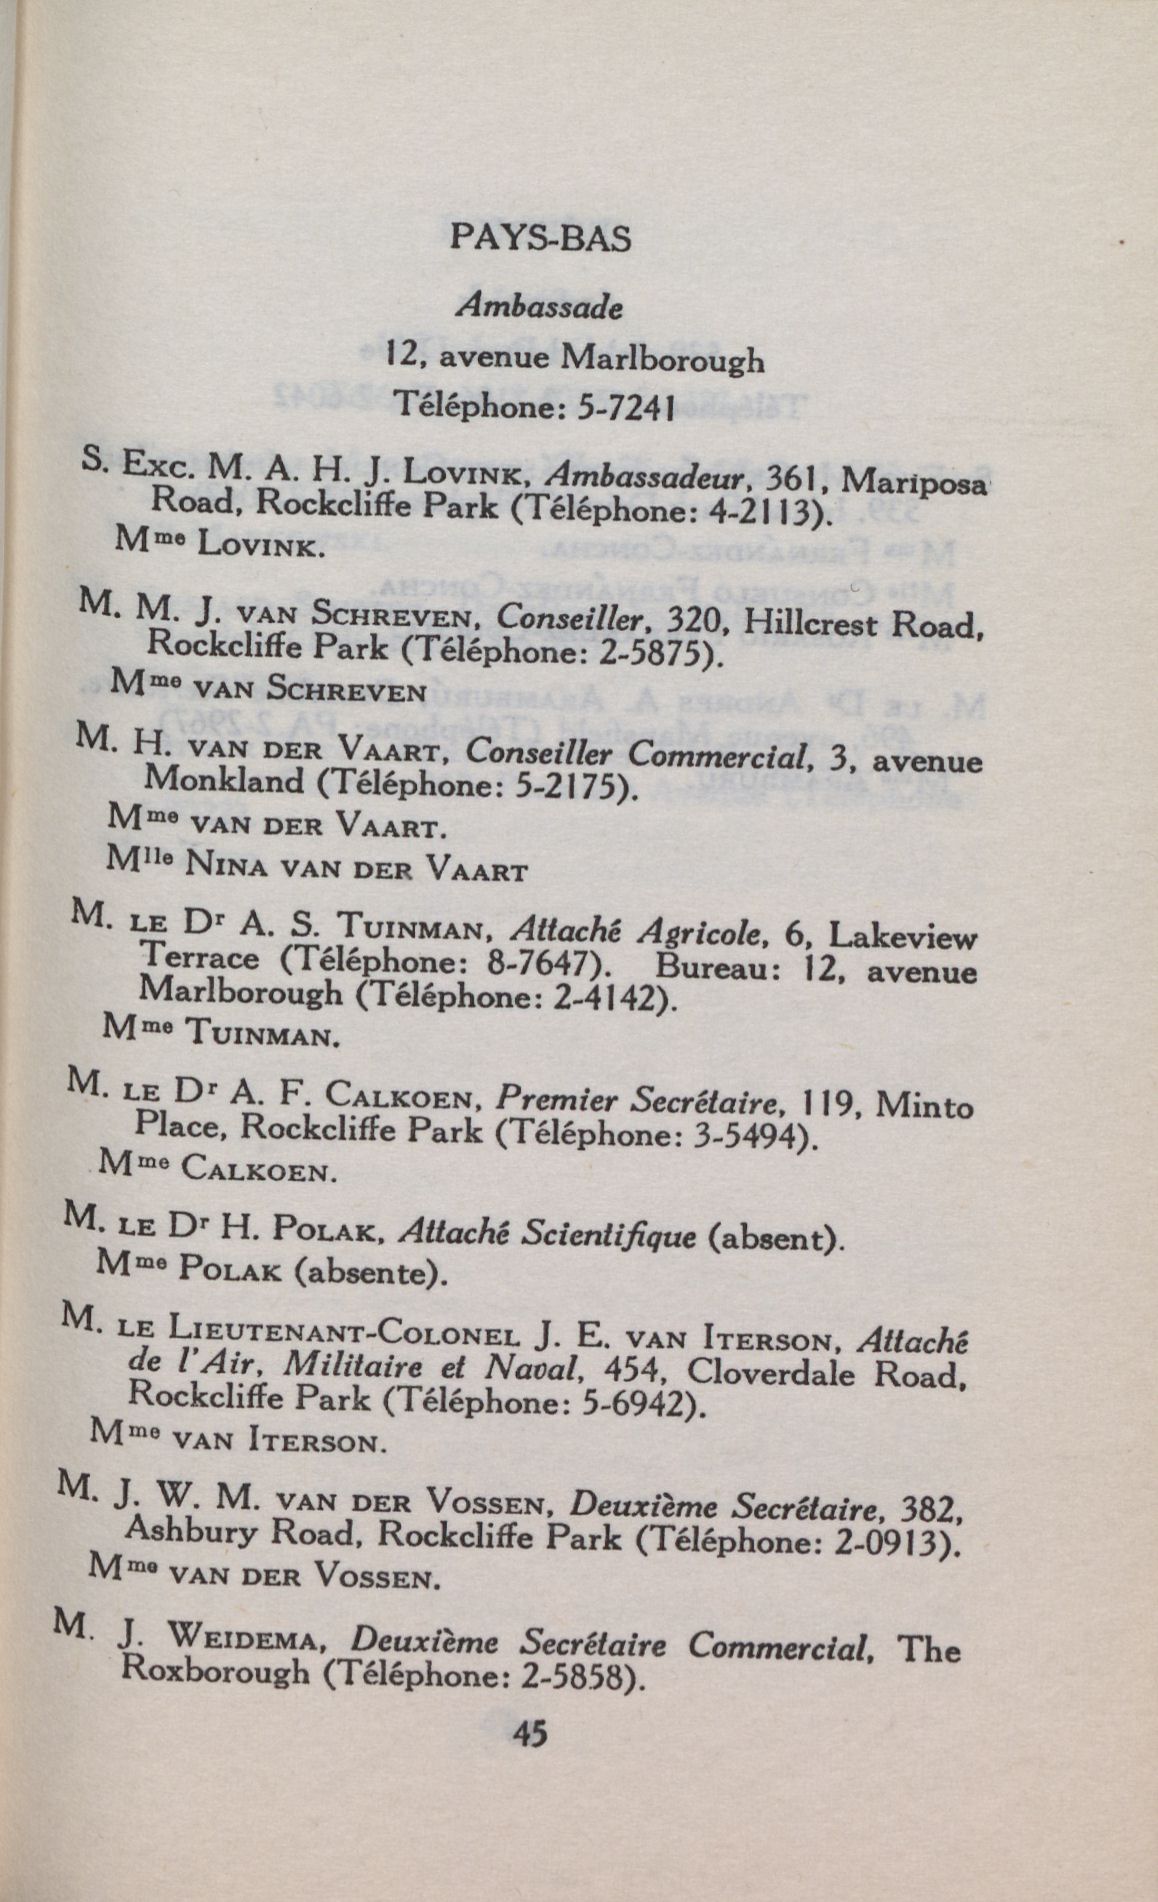 PAYS-BAS
Ambassade
12, avenue Marlborough
Téléphone: 5-7241
S. Exc. M. A. H. J. Lovink, Ambassadeur, 361, Mariposa
Road, Rockcliffe Park (Téléphone: 4-2113).
Mme Lovink.
M. M. J. van Schreven, Conseiller, 320, Hillcrest Road,
Rockcliffe Park (Téléphone: 2-5875).
Mme van Schreven
M. H. van der Vaart, Conseiller Commercial, 3, avenue
Monkland (Téléphone: 5-2175).
Mme van der Vaart.
Mlle Nina van der Vaart
M. le Dr A. S. Tuinman, Attaché Agricole, 6, Lakeview
Terrace (Téléphone: 8-7647). Bureau: 12, avenue
Marlborough (Téléphone: 2-4142).
Mme Tuinman.
M. le Dr A. F. Calkoen, Premier Secrétaire, 119, Minto
Place, Rockcliffe Park (Téléphone: 3-5494).
Mme Calkoen.
M. le Dr H. Polak, Attaché Scientifique (absent).
Mme Polak (absente).
M. le Lieutenant-Colonel J. E. van Iterson, Attaché
de l'Air, Militaire et Naval, 454, Cloverdale Road,
Rockcliffe Park (Téléphone: 5-6942).
Mme van Iterson.
M. J. W. M. van der Vossen, Deuxième Secrétaire, 382,
Ashbury Road, Rockcliffe Park (Téléphone: 2-0913).
Mme van der Vossen.
M. J. Weidema, Deuxième Secrétaire Commercial, The
Roxborough (Téléphone: 2-5858).
45